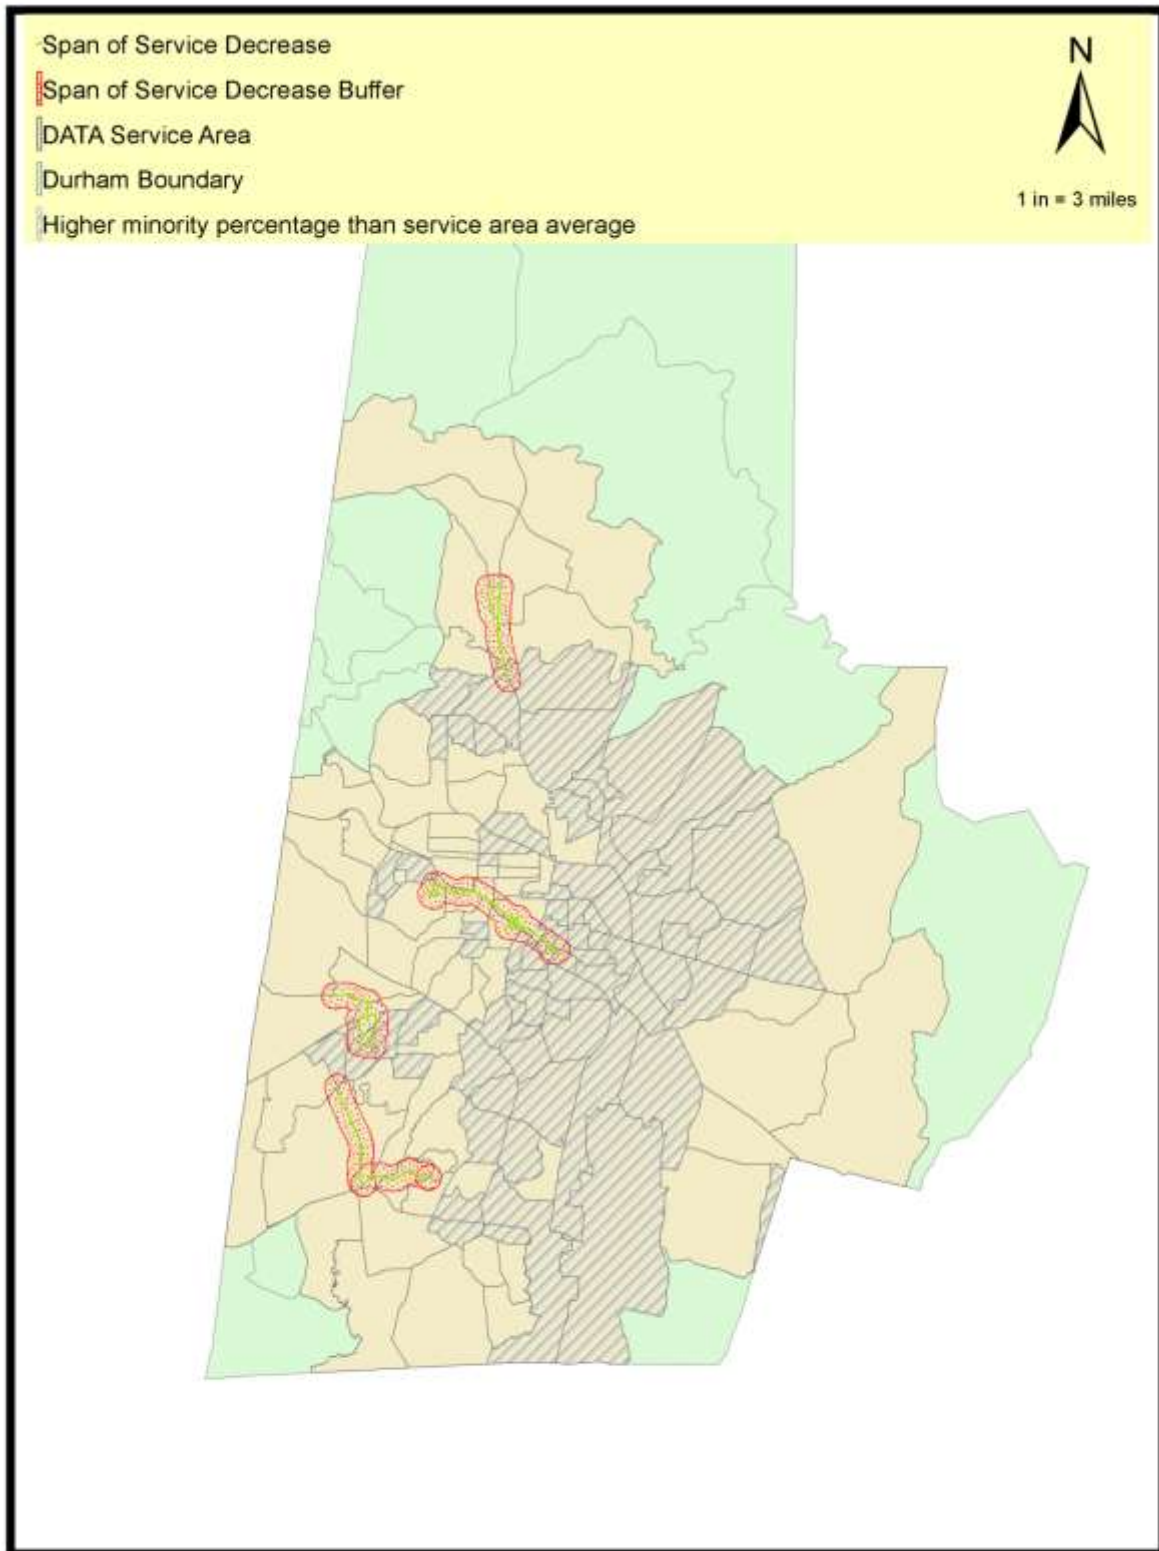 Span of Service Decrease
Span of Service Decrease Buffer
DATA Service Area
Durham Boundary
Higher minority percentage than service area average
N
1 in = 3 miles